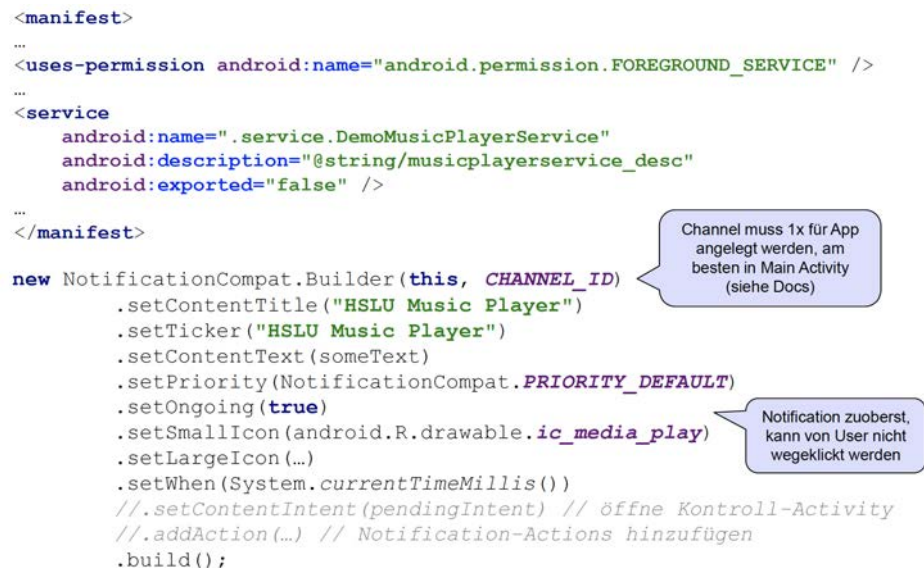 <manifest>
…
<uses-permission android:name="android.permission.FOREGROUND_SERVICE" />
…
<service
    android:name=".service.DemoMusicPlayerService"
    android:description="@string/musicplayerservice_desc"
    android:exported="false" />
…
</manifest>
Channel muss 1x für App
angelegt werden, am
besten in Main Activity
(siehe Docs)
new NotificationCompat.Builder(this, CHANNEL_ID)
        .setContentTitle("HSLU Music Player")
        .setTicker("HSLU Music Player")
        .setContentText(someText)
        .setPriority(NotificationCompat.PRIORITY_DEFAULT)
        .setOngoing(true)
Notification zuoberst,
kann von User nicht
wegeklickt werden
        .setSmallIcon(android.R.drawable.ic_media_play)
        .setLargeIcon(…)
        .setWhen(System.currentTimeMillis())
        //.setContentIntent(pendingIntent) // öffne Kontroll-Activity
        //.addAction(…) // Notification-Actions hinzufügen
        .build();